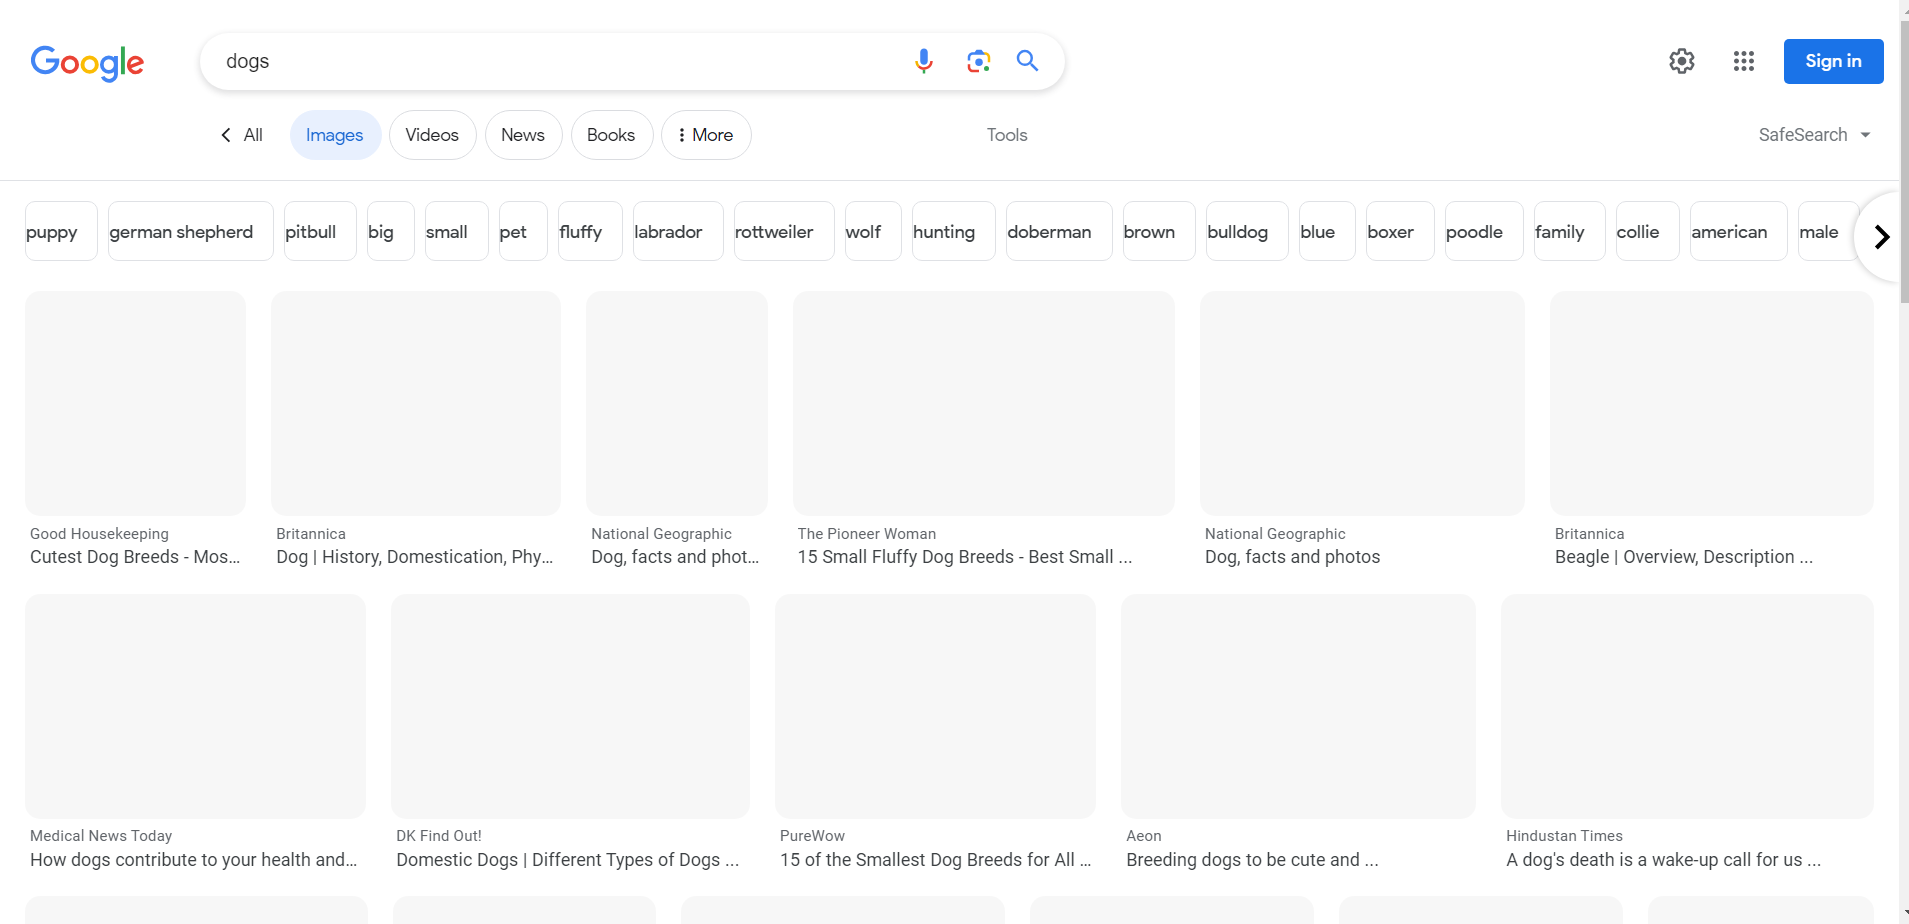 Google
dogs
Sign in
All
Images
Videos
News
Books
More
Tools
SafeSearch
puppy
german shepherd
pitbull
big
small
pet
fluffy
labrador
rottweiler
wolf
hunting
doberman
brown
bulldog
blue
boxer
poodle
family
collie
american
male
Good Housekeeping
Cutest Dog Breeds - Mos...
Britannica
Dog | History, Domestication, Phy...
National Geographic
Dog, facts and phot...
The Pioneer Woman
15 Small Fluffy Dog Breeds - Best Small ...
National Geographic
Dog, facts and photos
Britannica
Beagle | Overview, Description ...
Medical News Today
How dogs contribute to your health and...
DK Find Out!
Domestic Dogs | Different Types of Dogs ...
PureWow
15 of the Smallest Dog Breeds for All ...
Aeon
Breeding dogs to be cute and ...
Hindustan Times
A dog's death is a wake-up call for us ...